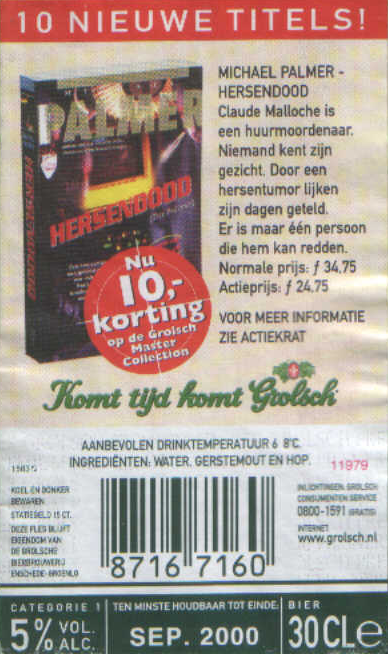 10 NIEUWE TITELS!
MICHAEL PALMER -
HERSENDOOD
Claude Malloche is
een huurmoordenaar.
Niemand kent zijn
gezicht. Door een
hersentumor lijken
zijn dagen geteld.
Er is maar één persoon
die hem kan redden.
Normale prijs: ƒ 34,75
Actieprijs: ƒ 24,75
VOOR MEER INFORMATIE
ZIE ACTIEKRAT
PALMER
HERSENDOOD
HERSENDOOD
Nu
10,-
korting
op de Grolsch
Master
Collection
Komt tijd komt Grolsch
AANBEVOLEN DRINKTEMPERATUUR 6 8°C.
INGREDIËNTEN: WATER, GERSTEMOUT EN HOP.
11979
KOEL EN DONKER
BEWAREN
STATIEGELD 15 CT.
DEZE FLES BLIJFT
EIGENDOM VAN
DE GROLSCHE
BIERBROUWERIJ
ENSCHEDE-GROENLO
8716 7160
INLICHTINGEN: GROLSCH
CONSUMENTEN SERVICE
0800-1591 (GRATIS)
INTERNET
www.grolsch.nl
CATEGORIE 1
5% VOL.
ALC.
TEN MINSTE HOUDBAAR TOT EINDE:
SEP. 2000
BIER
30CLe